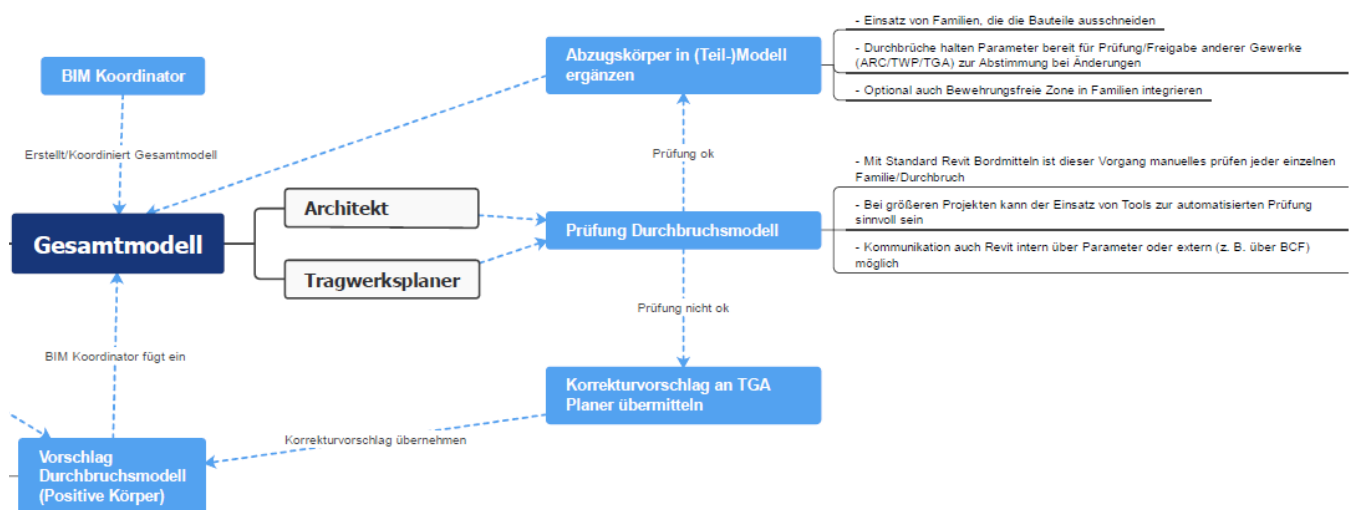 BIM Koordinator
Erstellt/Koordiniert Gesamtmodell
Gesamtmodell
BIM Koordinator fügt ein
Vorschlag
Durchbruchsmodell
(Positive Körper)
Architekt
Tragwerksplaner
Abzugskörper in (Teil-)Modell
ergänzen
- Einsatz von Familien, die die Bauteile ausschneiden
- Durchbrüche halten Parameter bereit für Prüfung/Freigabe anderer Gewerke
(ARC/TWP/TGA) zur Abstimmung bei Änderungen
- Optional auch Bewehrungsfreie Zone in Familien integrieren
Prüfung ok
Prüfung Durchbruchsmodell
- Mit Standard Revit Bordmitteln ist dieser Vorgang manuelles prüfen jeder einzelnen
Familie/Durchbruch
- Bei größeren Projekten kann der Einsatz von Tools zur automatisierten Prüfung
sinnvoll sein
- Kommunikation auch Revit intern über Parameter oder extern (z. B. über BCF)
möglich
Prüfung nicht ok
Korrekturvorschlag an TGA
Planer übermitteln
Korrekturvorschlag übernehmen